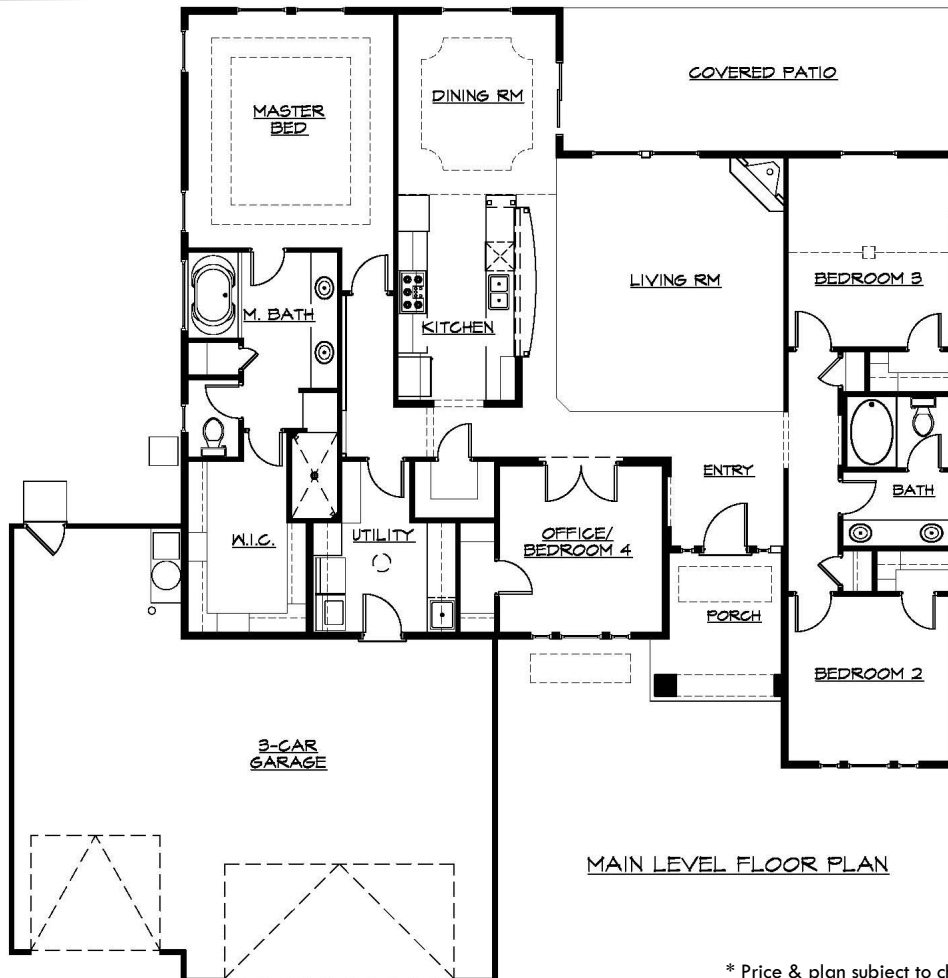 COVERED PATIO
DINING RM
MASTER
BED
LIVING RM
BEDROOM 3
M. BATH
KITCHEN
ENTRY
BATH
W.I.C.
UTILITY
OFFICE/
BEDROOM 4
PORCH
BEDROOM 2
3-CAR
GARAGE
MAIN LEVEL FLOOR PLAN
* Price & plan subject to